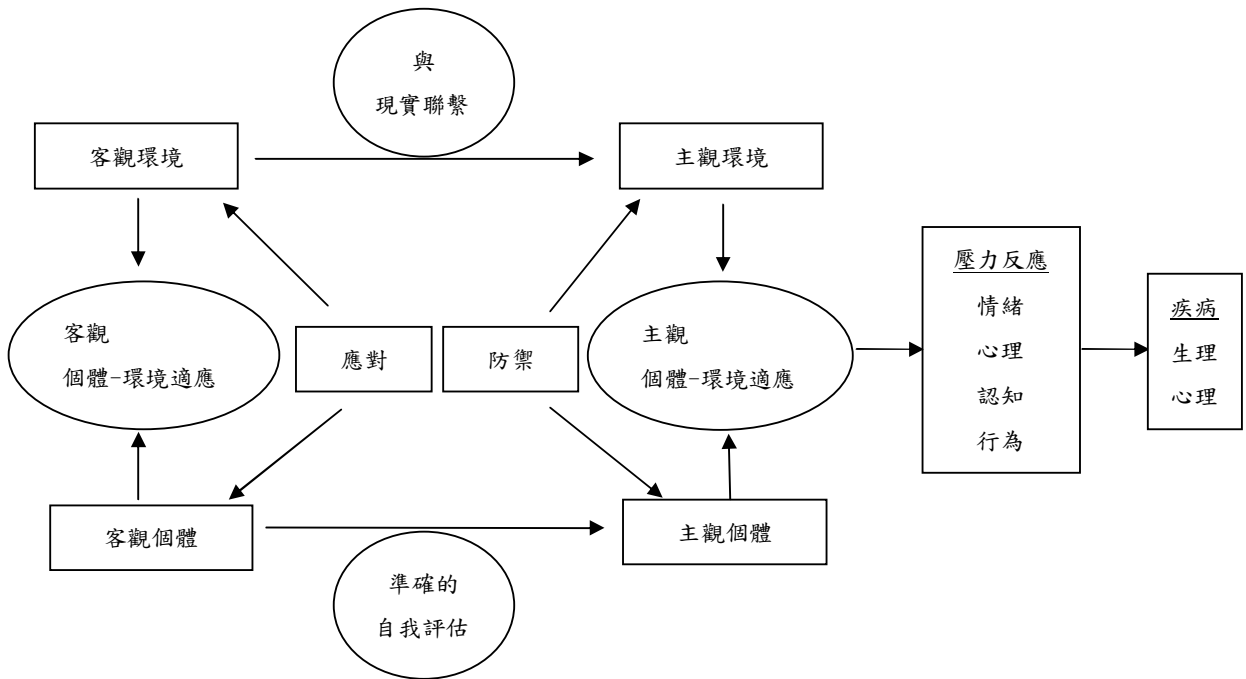 與
現實聯繫
客觀環境
主觀環境
客觀
個體-環境適應
應對
防禦
主觀
個體-環境適應
壓力反應
情緒
心理
認知
行為
疾病
生理
心理
客觀個體
主觀個體
準確的
自我評估